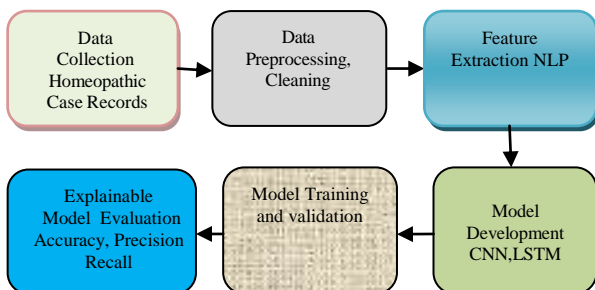 Data
Collection
Homeopathic
Case Records
Data
Preprocessing,
Cleaning
Feature
Extraction NLP
Model
Development
CNN,LSTM
Model Training
and validation
Explainable
Model Evaluation
Accuracy, Precision
Recall